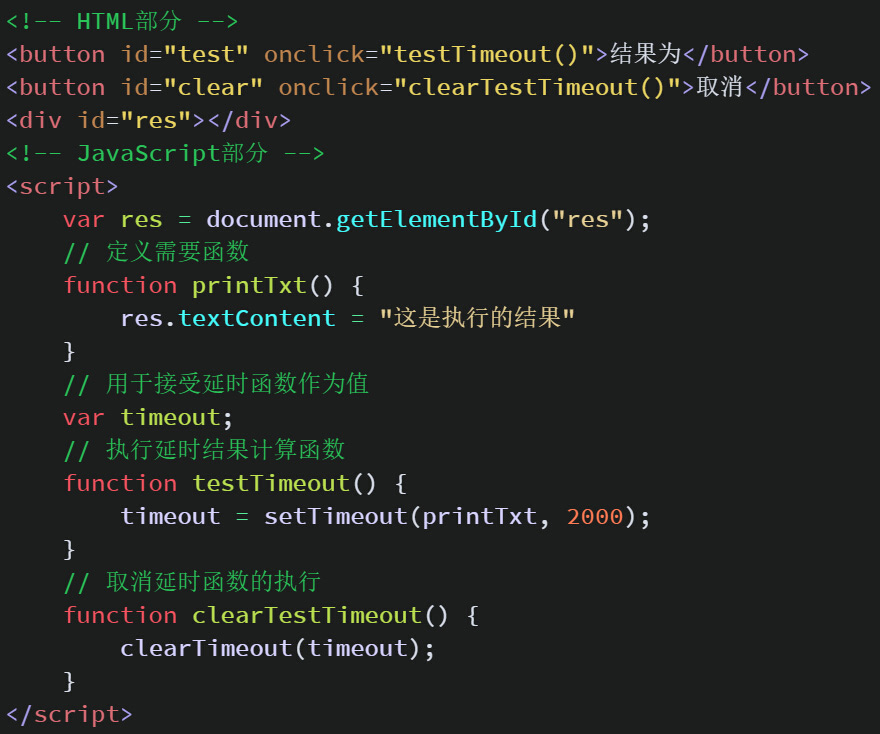 <!-- HTML部分 -->
<button id="test" onclick="testTimeout()">结果为</button>
<button id="clear" onclick="clearTestTimeout()">取消</button>
<div id="res"></div>
<!-- JavaScript部分 -->
<script>
    var res = document.getElementById("res");
    // 定义需要函数
    function printTxt() {
        res.textContent = "这是执行的结果"
    }
    // 用于接受延时函数作为值
    var timeout;
    // 执行延时结果计算函数
    function testTimeout() {
        timeout = setTimeout(printTxt, 2000);
    }
    // 取消延时函数的执行
    function clearTestTimeout() {
        clearTimeout(timeout);
    }
</script>